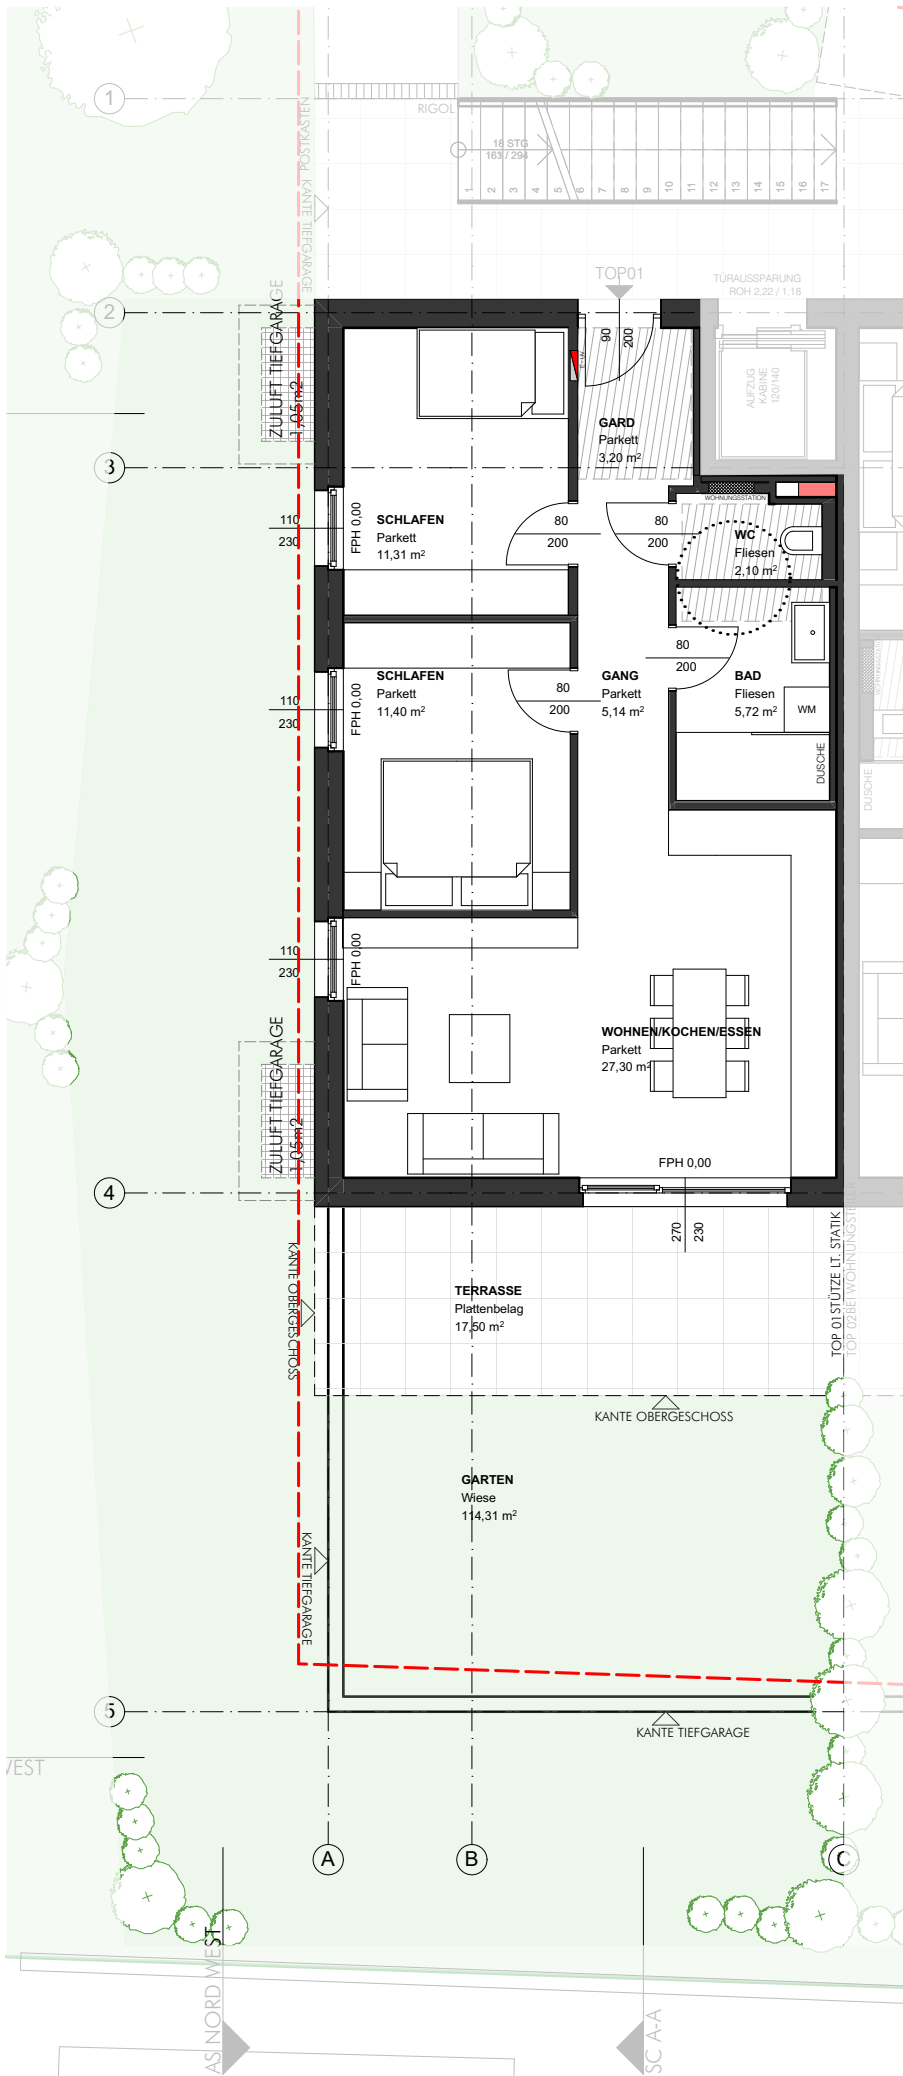 1
RIGOL
POSTKASTEN
KANTE TIEFGARAGE
18 STG
163 / 294
1
2
3
4
5
6
7
8
9
10
11
12
13
14
15
16
17
TOP01
TÜRAUSSPARUNG
ROH 2.22 / 1.18
2
ZULUFT TIEFGARAGE
1,05m2
90
200
AUFZUG
KABINE
120/140
GARD
Parkett
3,20 m²
3
WOHNUNGSSTATION
110
230
FPH 0,00
SCHLAFEN
Parkett
11,31 m²
80
200
80
200
WC
Fliesen
2,10 m²
110
230
FPH 0,00
SCHLAFEN
Parkett
11,40 m²
80
200
GANG
Parkett
5,14 m²
80
200
BAD
Fliesen
5,72 m²
WM
DUSCHE
DUSCHE
110
230
FPH 0,00
WOHNEN/KOCHEN/ESSEN
Parkett
27,30 m²
ZULUFT TIEFGARAGE
1,05m2
FPH 0,00
4
270
230
KANTE OBERGESCHOSS
TERRASSE
Plattenbelag
17,50 m²
TOP 01 STÜTZE LT. STATIK
KANTE OBERGESCHOSS
GARTEN
Wiese
114,31 m²
KANTE TIEFGARAGE
5
KANTE TIEFGARAGE
VEST
A
B
C
AS NORD WEST
SC A-A